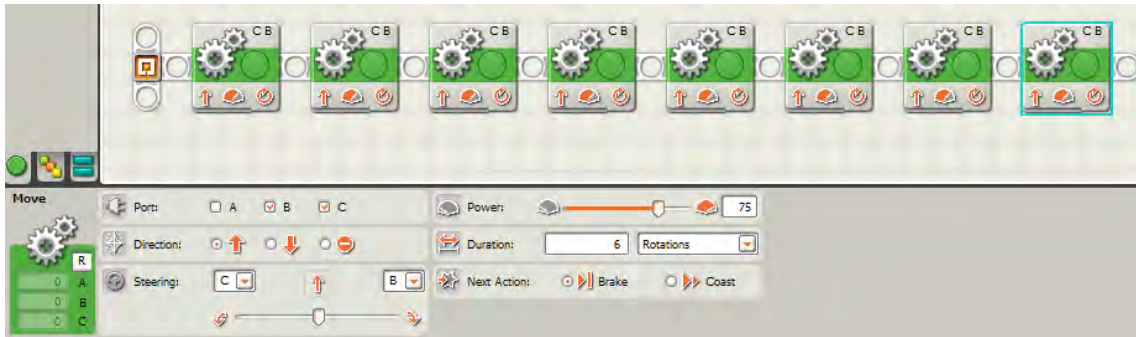 C B C B C B C B C B C B C B C B
Move
Port: A B C
Power: 75
Direction:
Duration: 6 Rotations
R
Steering: C B
Next Action: Brake Coast
0 A
0 B
0 C